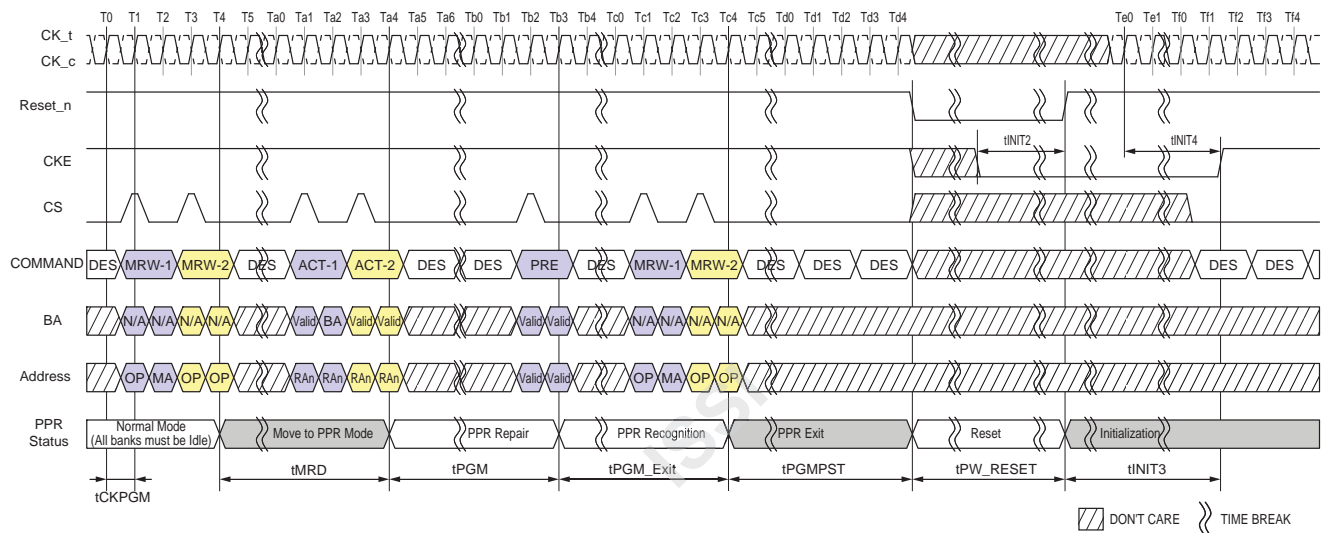 T0 T1 T2 T3 T4 T5 Ta0 Ta1 Ta2 Ta3 Ta4 Ta5 Ta6 Tb0 Tb1 Tb2 Tb3 Tb4 Tc0 Tc1 Tc2 Tc3 Tc4 Tc5 Td0 Td1 Td2 Td3 Td4 Te0 Te1 Tf0 Tf1 Tf2 Tf3 Tf4
CK_t
CK_c
Reset_n
tINIT2 tINIT4
CKE
CS
COMMAND DES MRW-1 MRW-2 DES ACT-1 ACT-2 DES DES PRE DES MRW-1 MRW-2 DES DES DES DES DES
BA N/A N/A N/A N/A Valid BA Valid Valid Valid Valid N/A N/A N/A N/A
Address OP MA OP OP RAn RAn RAn RAn Valid Valid OP MA OP OP
ISSI
PPR
Status
Normal Mode
(All banks must be Idle)
Move to PPR Mode PPR Repair PPR Recognition PPR Exit Reset Initialization
tMRD tPGM tPGM_Exit tPGMPST tPW_RESET tINIT3
tCKPGM
DON'T CARE TIME BREAK